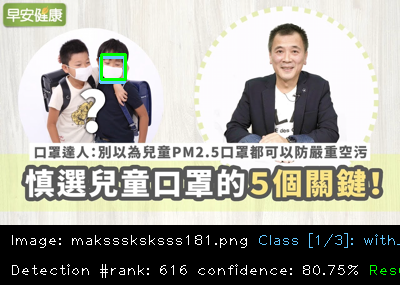 早安健康
?
口罩達人:別以為兒童PM2.5口罩都可以防嚴重空污
慎選兒童口罩的5個關鍵!
Image: maksssksksss181.png Class [1/3]: with_
Detection #rank: 616 confidence: 80.75% Res